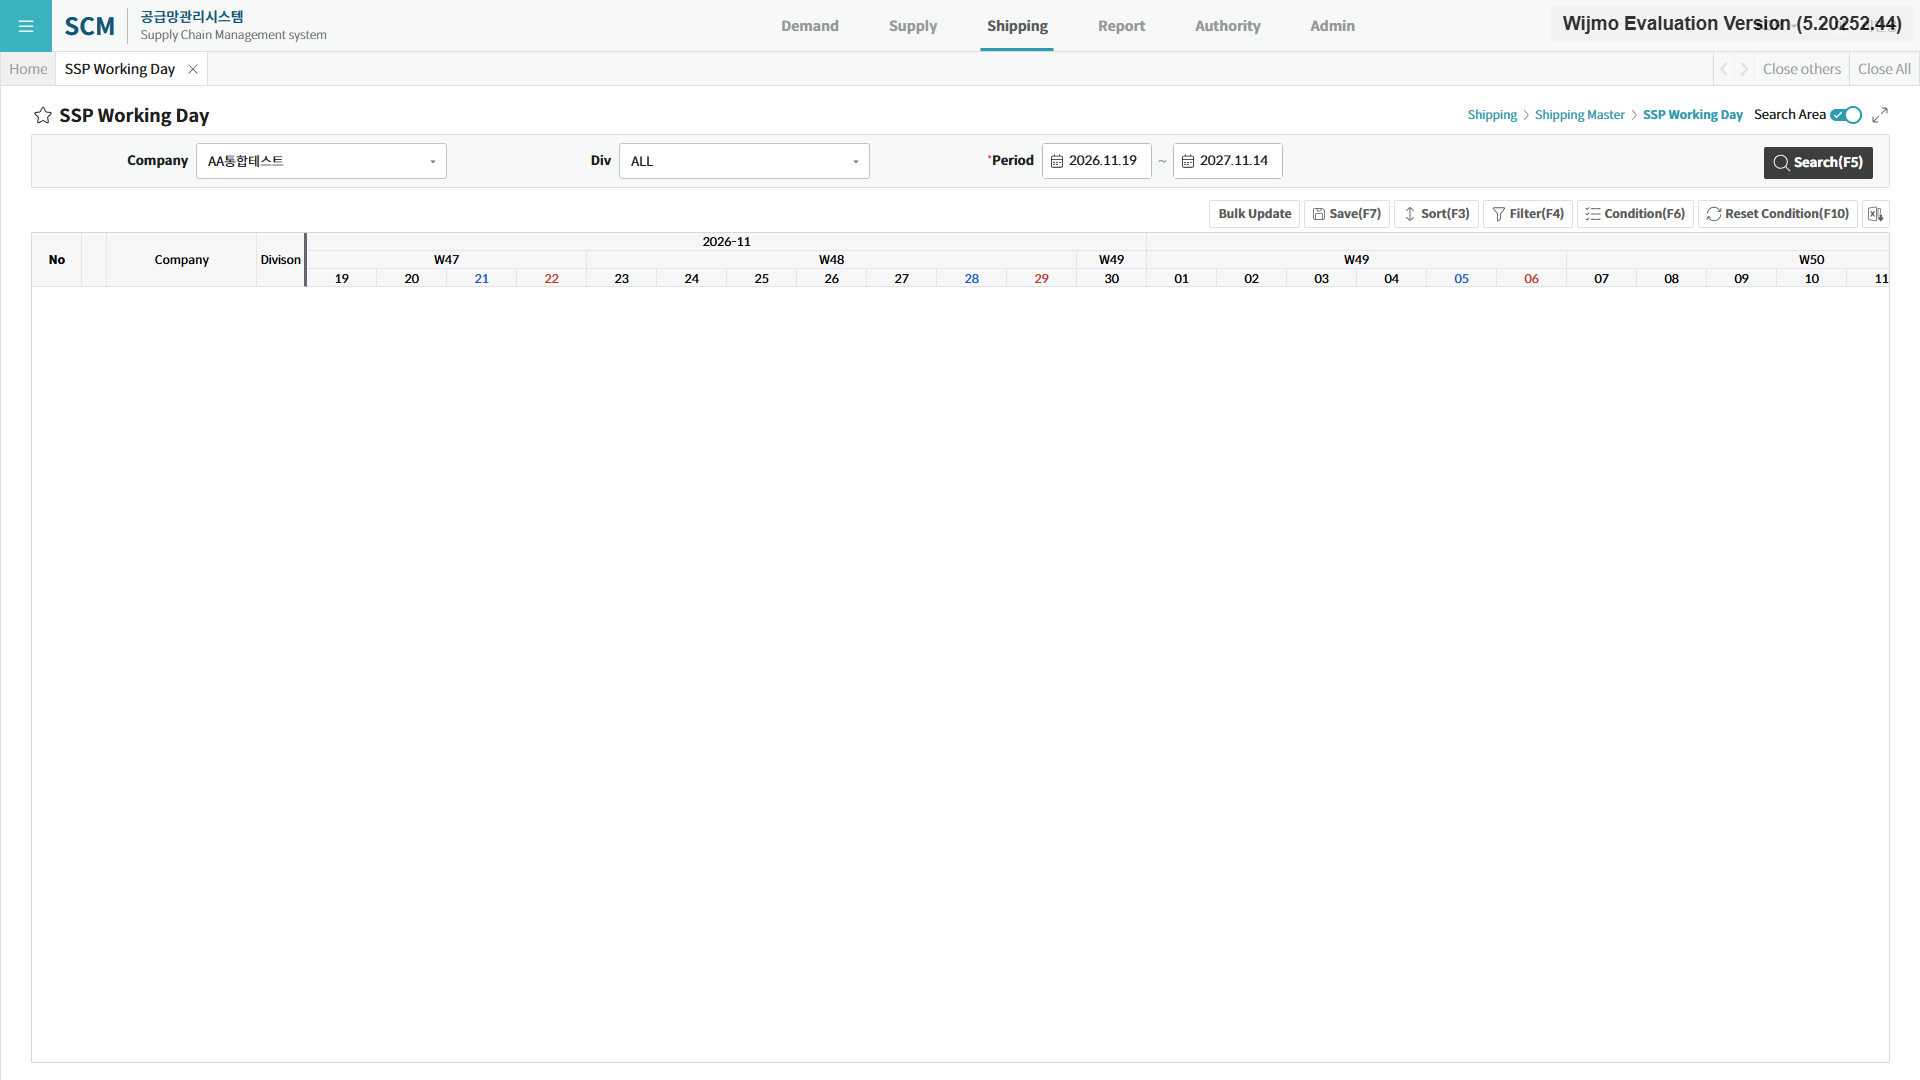 SCM
공급망관리시스템
Supply Chain Management system
Demand
Supply
Shipping
Report
Authority
Admin
Wijmo Evaluation Version (5.20252.44)
Home
SSP Working Day
Close others
Close All
SSP Working Day
Shipping > Shipping Master > SSP Working Day
Search Area
Company
AA통합테스트
Div
ALL
*Period
2026.11.19 ~ 2027.11.14
Search(F5)
Bulk Update
Save(F7)
Sort(F3)
Filter(F4)
Condition(F6)
Reset Condition(F10)
No
Company
Divison
2026-11
W47 W48 W49 W49 W50
19 20 21 22 23 24 25 26 27 28 29 30 01 02 03 04 05 06 07 08 09 10 11